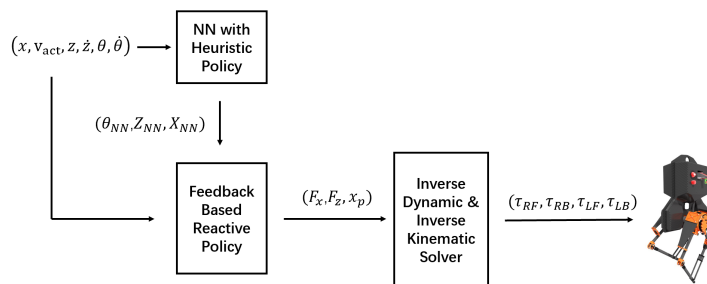 (x, v_act, z, ż, θ, θ̇)
NN with
Heuristic
Policy
(θ_NN, Z_NN, X_NN)
Feedback
Based
Reactive
Policy
(F_x, F_z, x_p)
Inverse
Dynamic &
Inverse
Kinematic
Solver
(τ_RF, τ_RB, τ_LF, τ_LB)